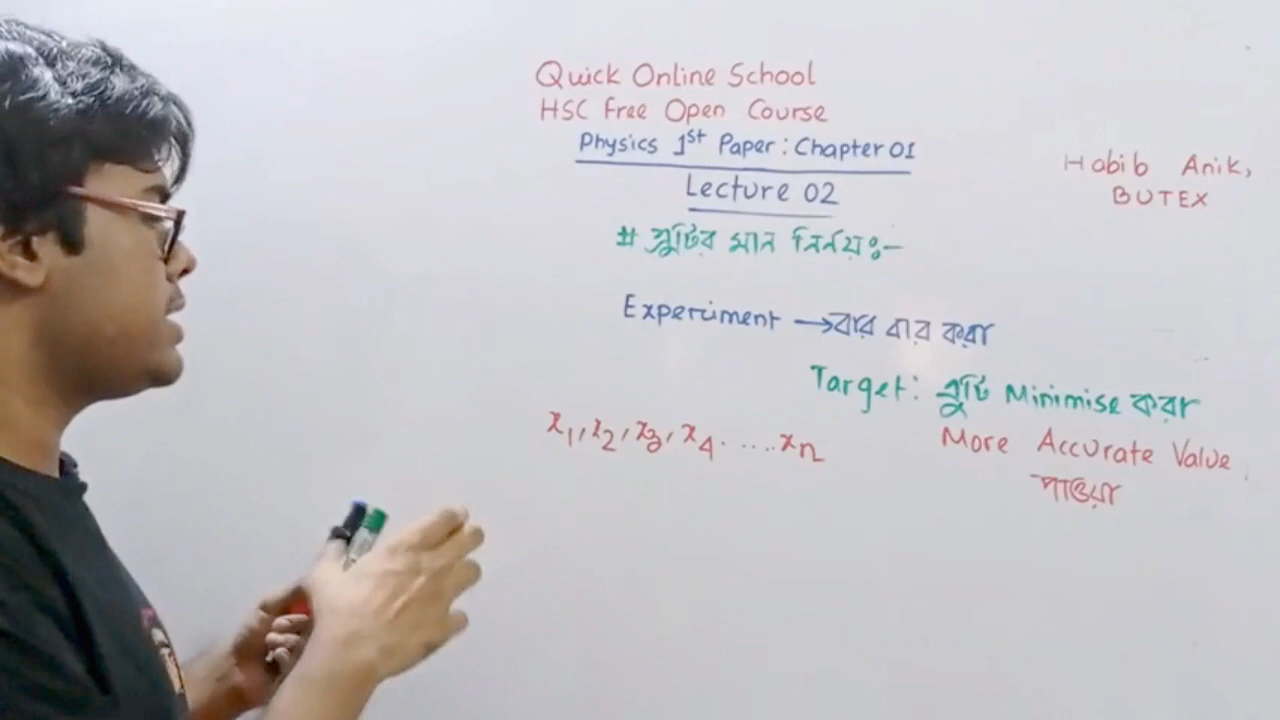 Quick Online School
HSC Free Open Course
Physics 1st Paper: Chapter 01
Lecture 02
Habib Anik,
BUTEX
# ত্রুটির মান নির্নয়ঃ-
Experiment → বার বার করা
Target: ত্রুটি Minimise করা
More Accurate Value
পাওয়া
x1, x2, x3, x4. .... xn